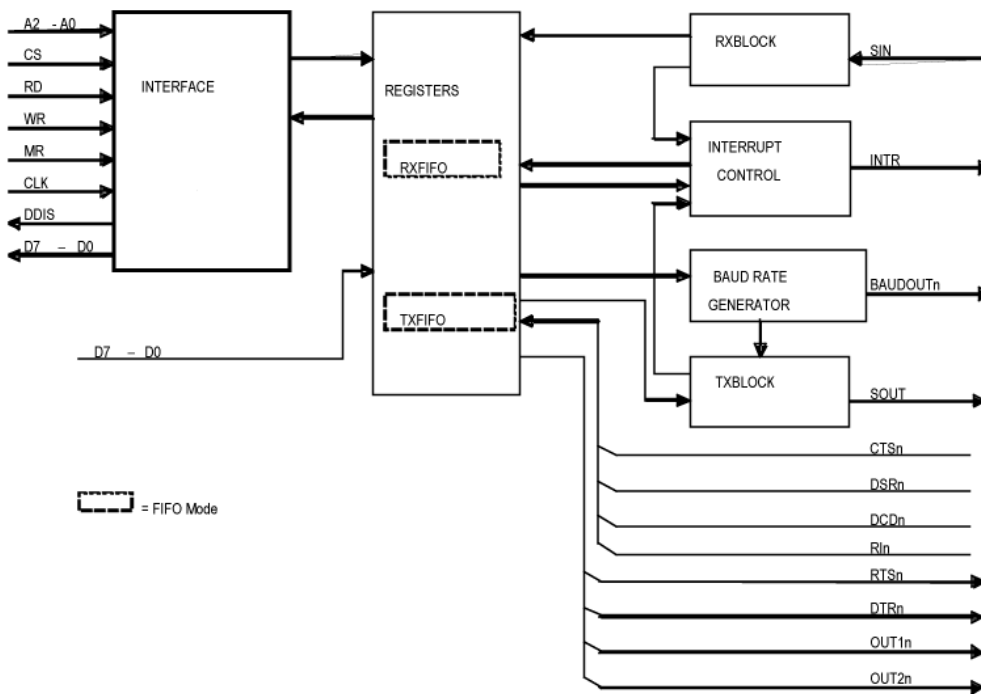 A2 - A0
CS
RD
WR
MR
CLK
DDIS
D7 - D0
INTERFACE
D7 - D0
REGISTERS
RXFIFO
TXFIFO
RXBLOCK
INTERRUPT
CONTROL
BAUD RATE
GENERATOR
TXBLOCK
SIN
INTR
BAUDOUTn
SOUT
CTSn
DSRn
DCDn
RIn
RTSn
DTRn
OUT1n
OUT2n
= FIFO Mode